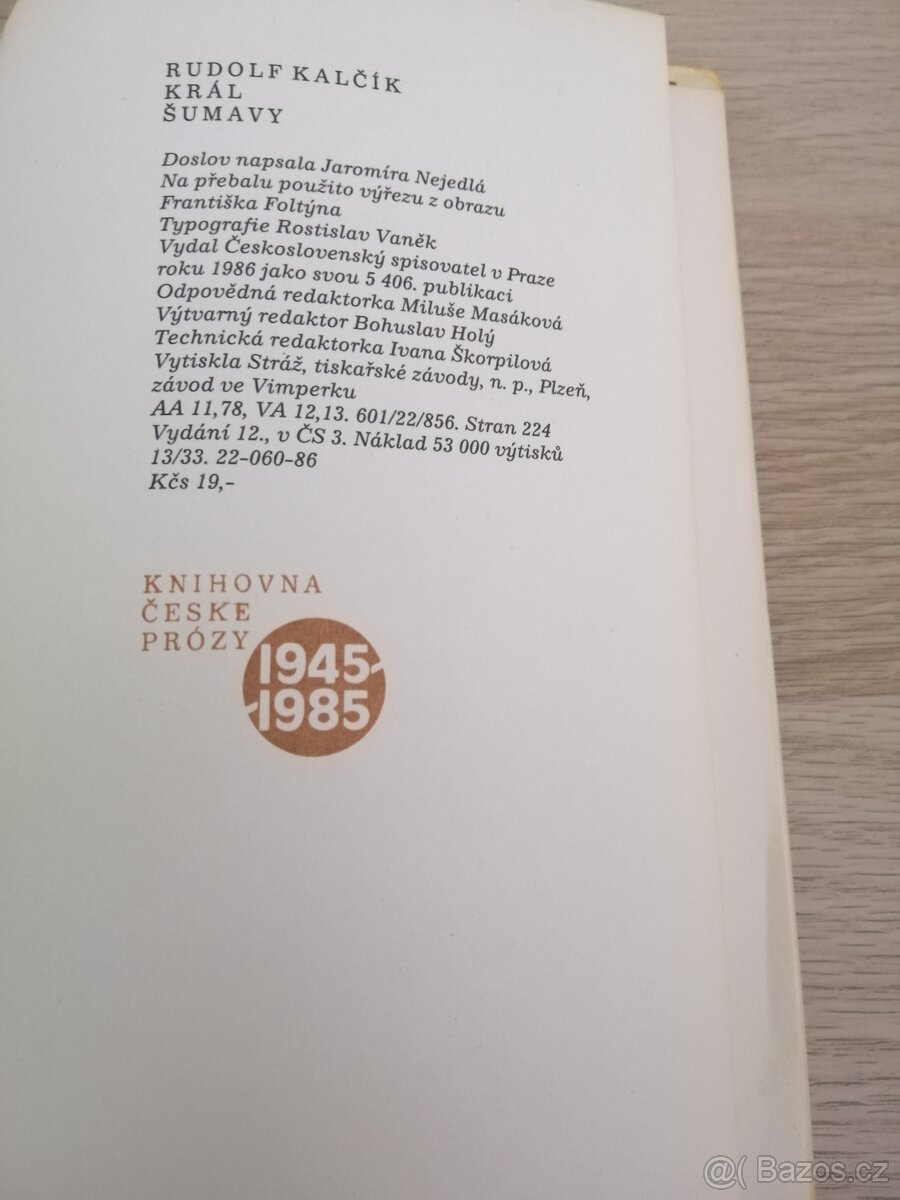 RUDOLF KALČÍK
KRÁL
ŠUMAVY
Doslov napsala Jaromíra Nejedlá
Na přebalu použito výřezu z obrazu
Františka Foltýna
Typografie Rostislav Vaněk
Vydal Československý spisovatel v Praze
roku 1986 jako svou 5 406. publikaci
Odpovědná redaktorka Miluše Masáková
Výtvarný redaktor Bohuslav Holý
Technická redaktorka Ivana Škorpilová
Vytiskla Stráž, tiskařské závody, n. p., Plzeň,
závod ve Vimperku
AA 11,78, VA 12,13. 601/22/856. Stran 224
Vydání 12., v ČS 3. Náklad 53 000 výtisků
13/33. 22-060-86
Kčs 19,-
KNIHOVNA
ČESKE
PRÓZY
1945-
-1985
@( Bazos.cz